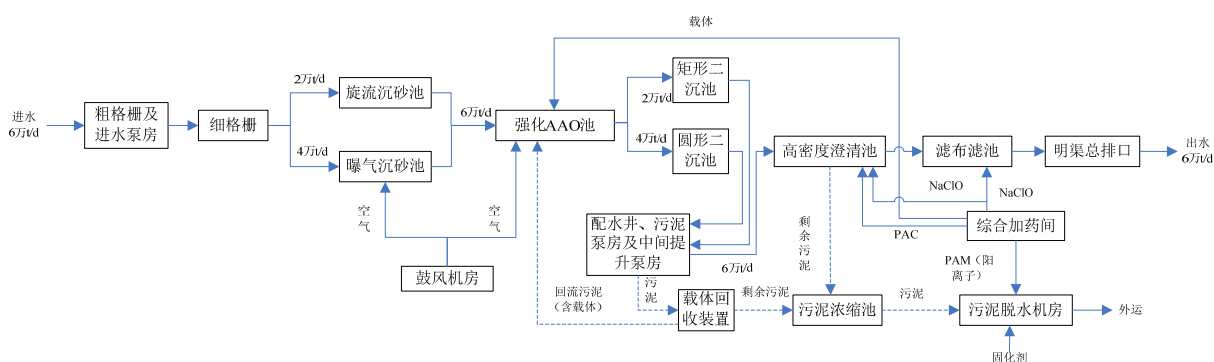 载体
2万t/d
旋流沉砂池
6万t/d
矩形二
沉池
2万t/d
进水
6万t/d
粗格栅及
进水泵房
细格栅
强化AAO池
4万t/d
曝气沉砂池
4万t/d
圆形二
沉池
高密度澄清池
滤布滤池
明渠总排口
出水
6万t/d
NaClO
NaClO
空气
空气
配水井、污泥
泵房及中间提
升泵房
剩余污泥
PAC
综合加药间
6万t/d
鼓风机房
污泥
PAM（阳
离子）
回流污泥
（含载体）
载体回
收装置
剩余污泥
污泥浓缩池
污泥
污泥脱水机房
外运
固化剂